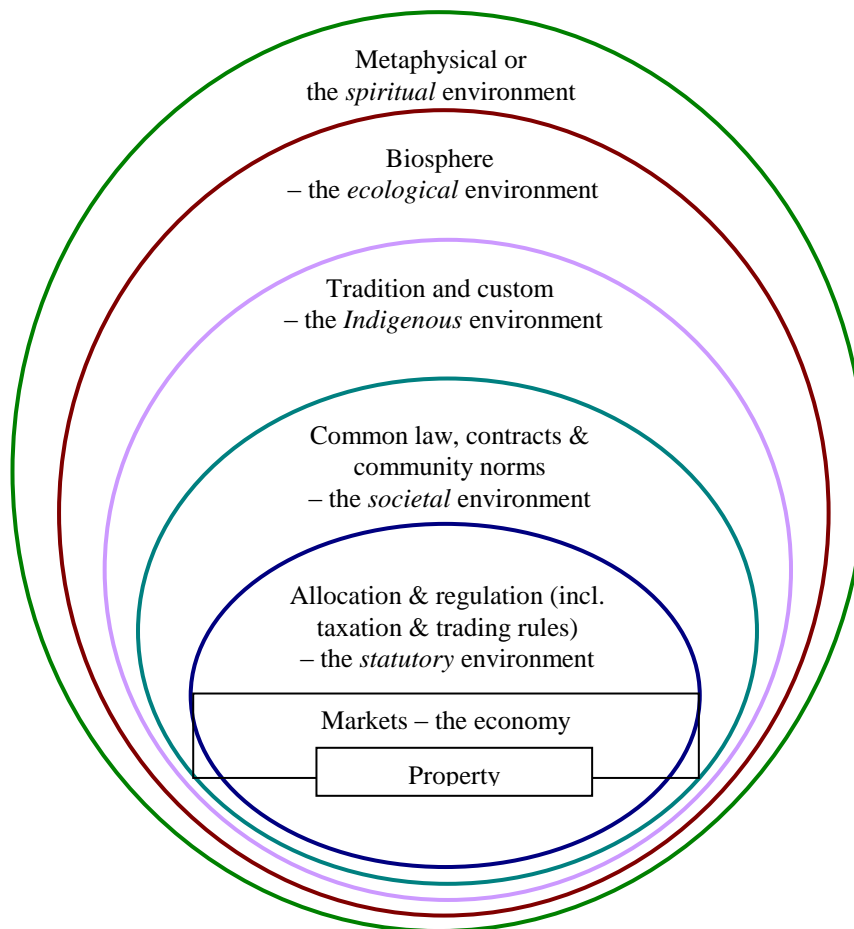 Metaphysical or
the spiritual environment
Biosphere
– the ecological environment
Tradition and custom
– the Indigenous environment
Common law, contracts &
community norms
– the societal environment
Allocation & regulation (incl.
taxation & trading rules)
– the statutory environment
Markets – the economy
Property